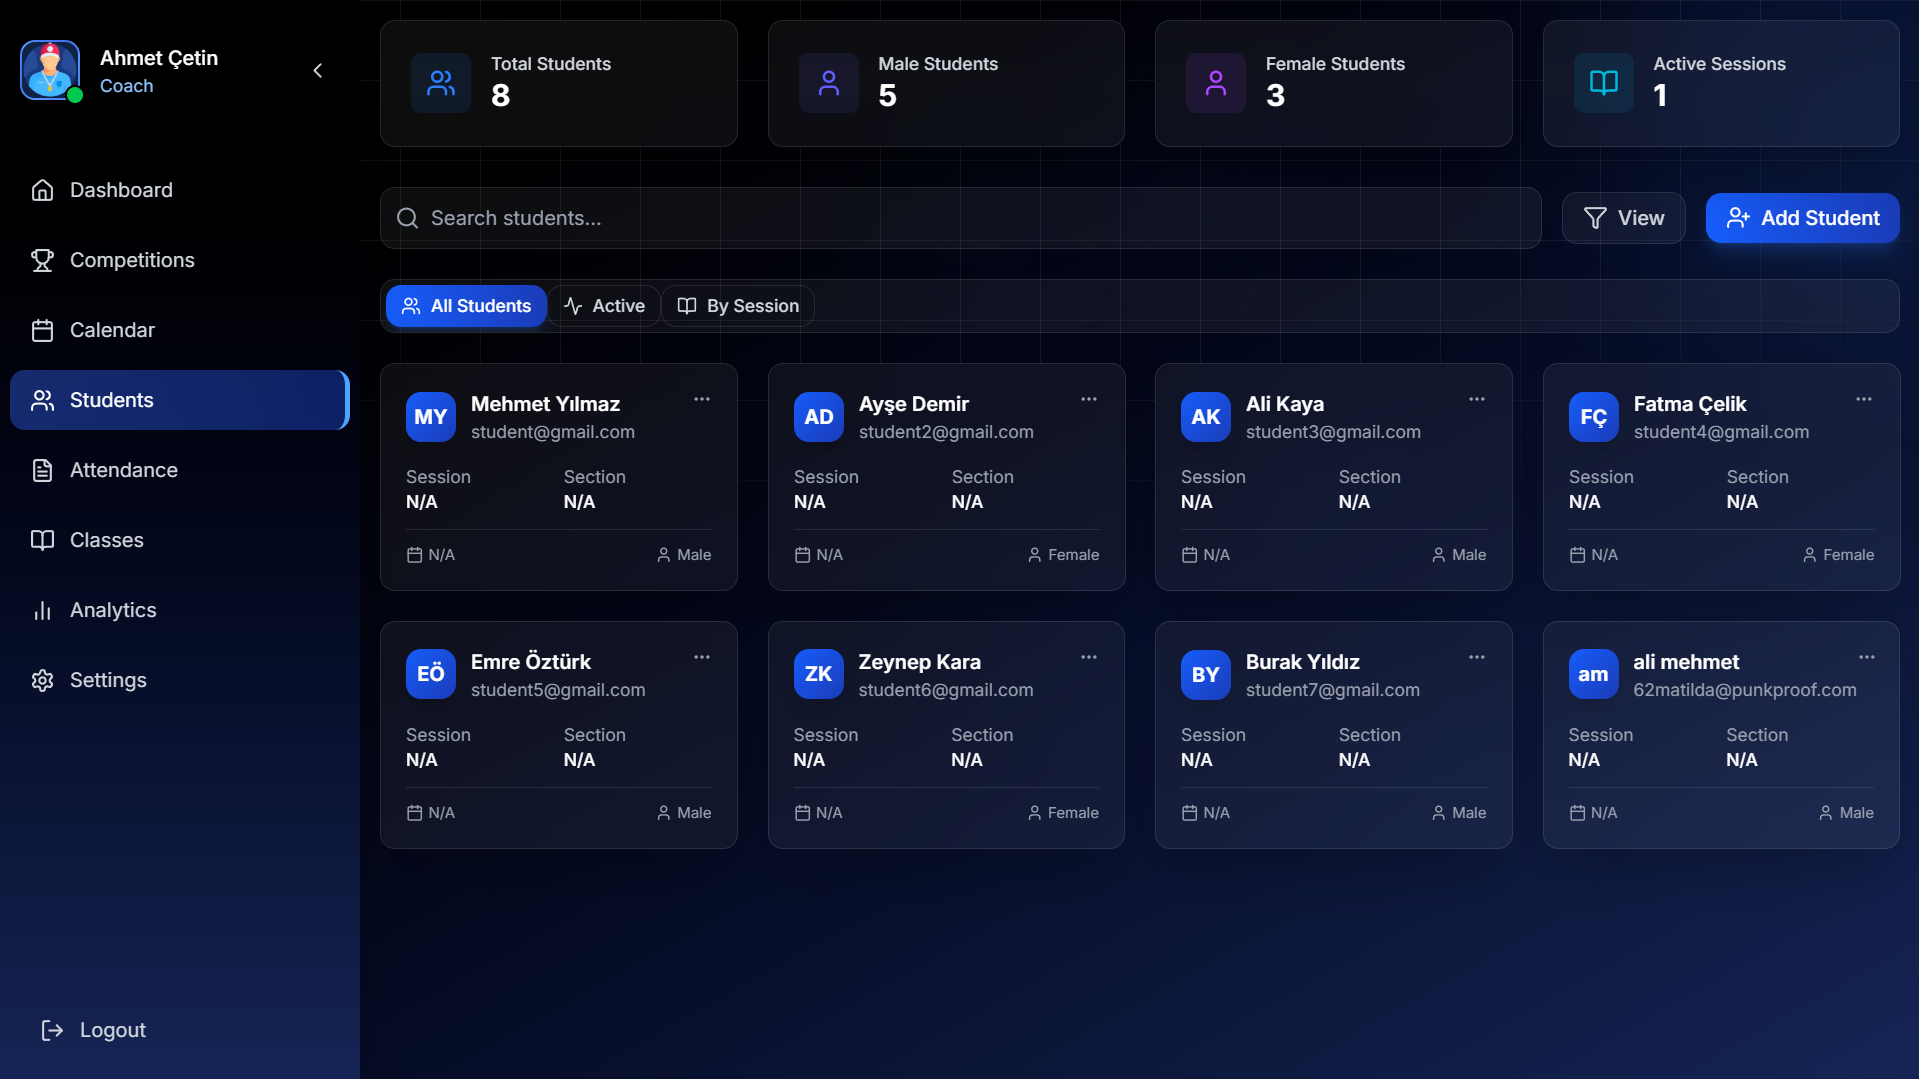 Ahmet Çetin
Coach
Dashboard
Competitions
Calendar
Students
Attendance
Classes
Analytics
Settings
Logout
Total Students
8
Male Students
5
Female Students
3
Active Sessions
1
Search students...
View
Add Student
All Students
Active
By Session
MY
Mehmet Yılmaz
student@gmail.com
Session
Section
N/A
N/A
N/A
Male
AD
Ayşe Demir
student2@gmail.com
Session
Section
N/A
N/A
N/A
Female
AK
Ali Kaya
student3@gmail.com
Session
Section
N/A
N/A
N/A
Male
FÇ
Fatma Çelik
student4@gmail.com
Session
Section
N/A
N/A
N/A
Female
EÖ
Emre Öztürk
student5@gmail.com
Session
Section
N/A
N/A
N/A
Male
ZK
Zeynep Kara
student6@gmail.com
Session
Section
N/A
N/A
N/A
Female
BY
Burak Yıldız
student7@gmail.com
Session
Section
N/A
N/A
N/A
Male
am
ali mehmet
62matilda@punkproof.com
Session
Section
N/A
N/A
N/A
Male